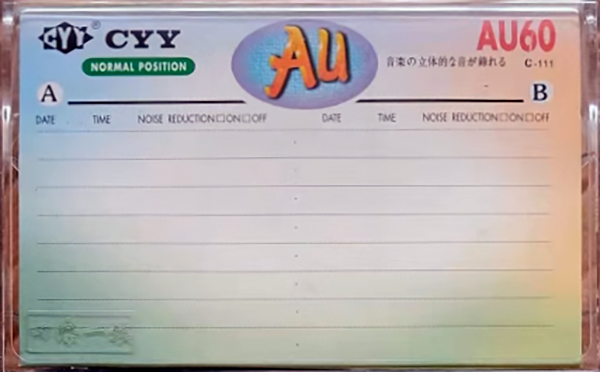 CYY® CYY
NORMAL POSITION
Au
AU60
音楽の立体的な音が録れる C-111
A B
DATE TIME NOISE REDUCTION□ON□OFF DATE TIME NOISE REDUCTION□ON□OFF